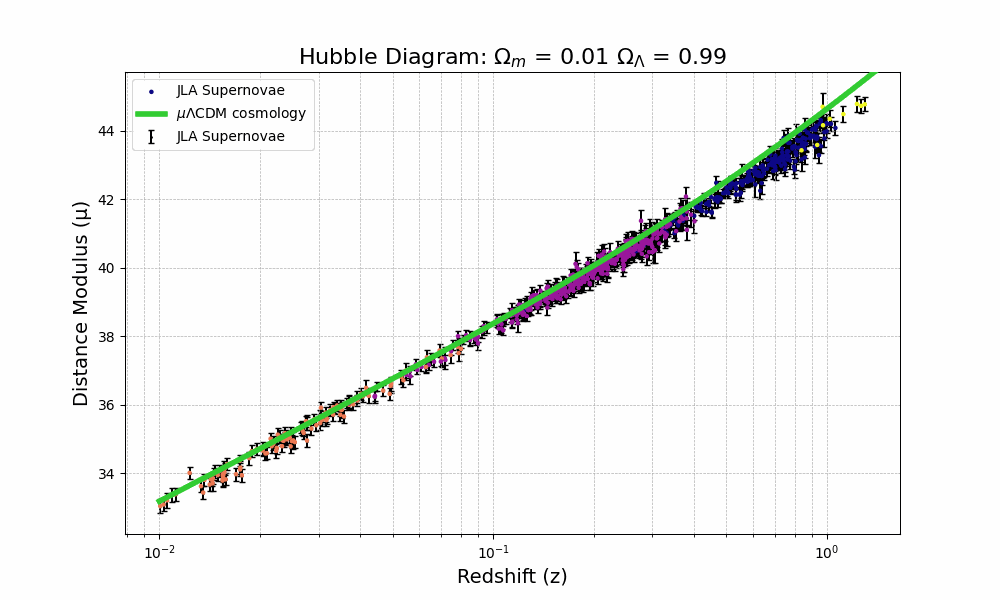 Hubble Diagram: Ωₘ = 0.01 Ω_Λ = 0.99
JLA Supernovae
μΛCDM cosmology
JLA Supernovae
Distance Modulus (μ)
44
42
40
38
36
34
10⁻²
10⁻¹
10⁰
Redshift (z)